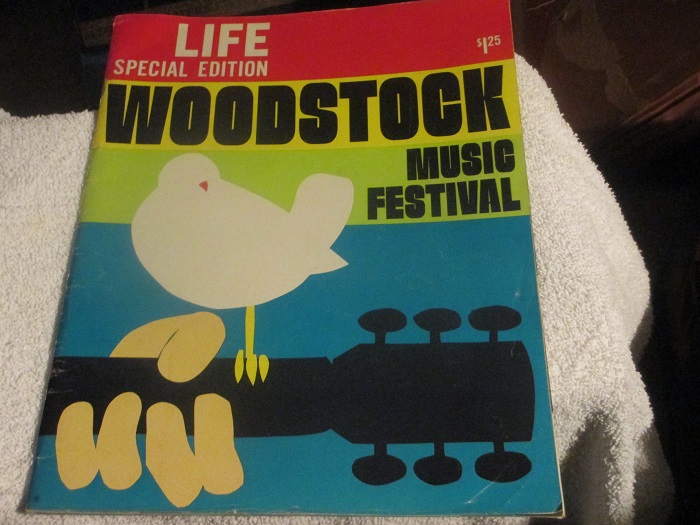 LIFE
$1.25
SPECIAL EDITION
WOODSTOCK
MUSIC
FESTIVAL